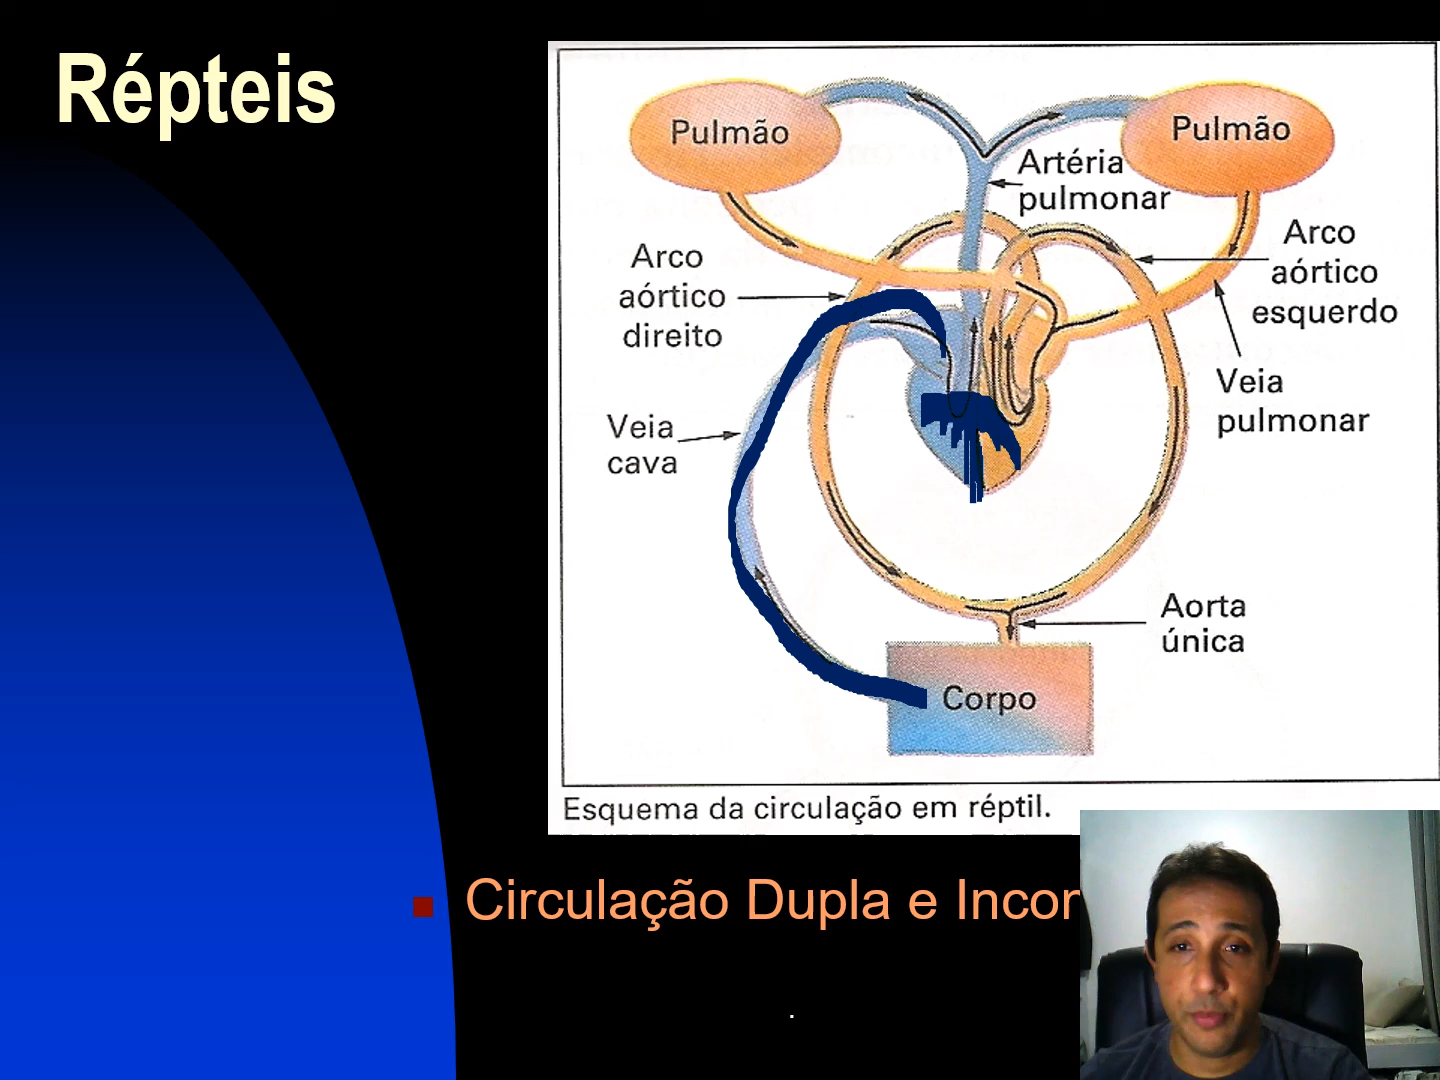 Répteis
Pulmão
Pulmão
Artéria
pulmonar
Arco
aórtico
direito
Arco
aórtico
esquerdo
Veia
pulmonar
Veia
cava
Aorta
única
Corpo
Esquema da circulação em réptil.
Circulação Dupla e
.